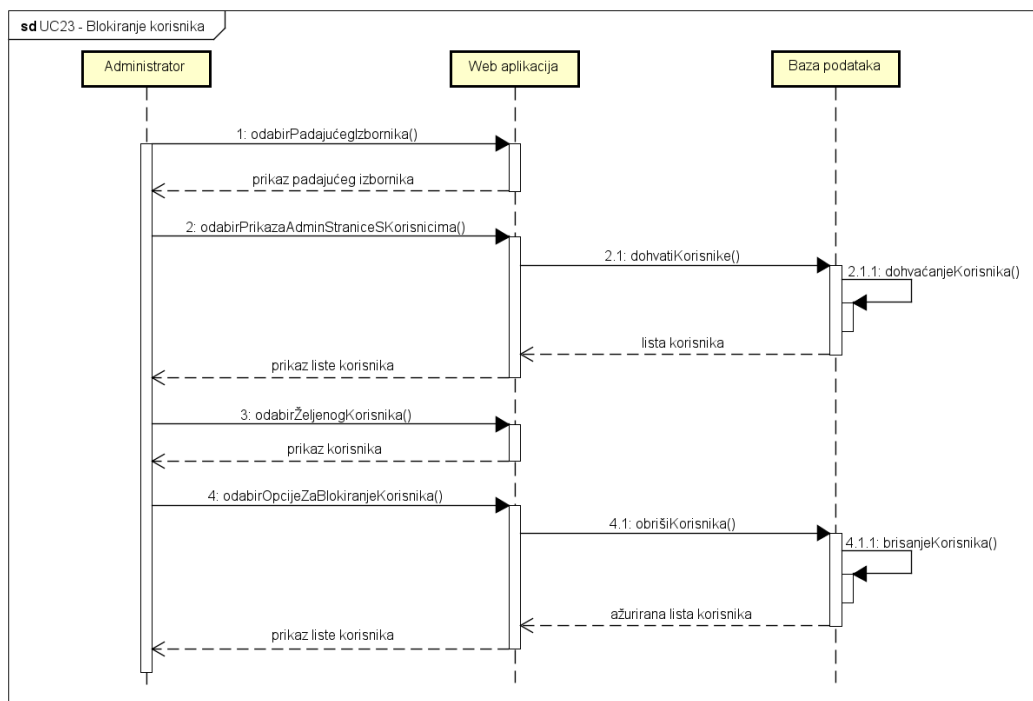 sd UC23 - Blokiranje korisnika
Administrator
Web aplikacija
Baza podataka
1: odabirPadajućegIzbornika()
prikaz padajućeg izbornika
2: odabirPrikazaAdminStraniceSKorisnicima()
2.1: dohvatiKorisnike()
2.1.1: dohvaćanjeKorisnika()
lista korisnika
prikaz liste korisnika
3: odabirŽeljenogKorisnika()
prikaz korisnika
4: odabirOpcijeZaBlokiranjeKorisnika()
4.1: obrišiKorisnika()
4.1.1: brisanjeKorisnika()
ažurirana lista korisnika
prikaz liste korisnika